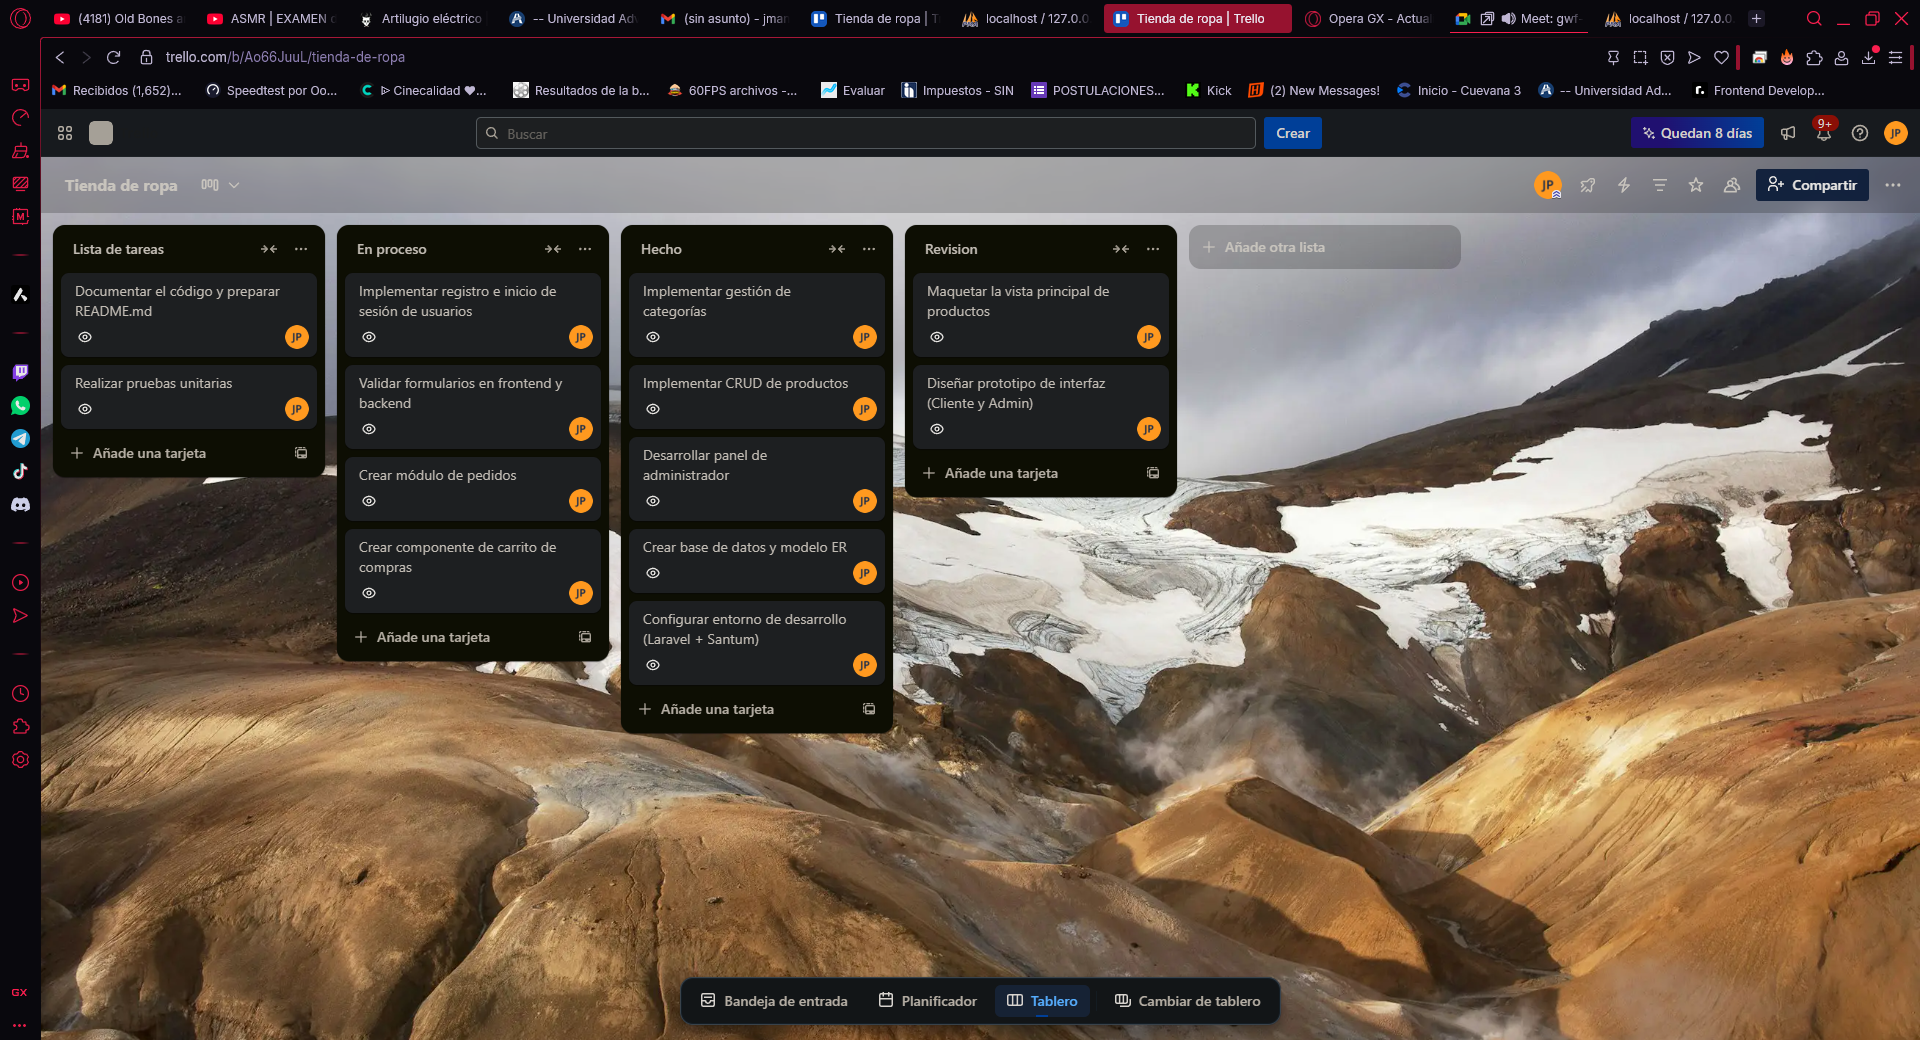 (4181) Old Bones a
ASMR | EXAMEN
Artilugio eléctrico
-- Universidad Adv
(sin asunto) - jman
Tienda de ropa | T
localhost / 127.0.0
Tienda de ropa | Trello
Opera GX - Actual
Meet: gwf-
localhost / 127.0.0.
trello.com/b/Ao66JuuL/tienda-de-ropa
Recibidos (1,652)...
Speedtest por Oo...
Cinecalidad ♥...
Resultados de la b...
60FPS archivos -...
Evaluar
Impuestos - SIN
POSTULACIONES...
Kick
(2) New Messages!
Inicio - Cuevana 3
-- Universidad Ad...
Frontend Develop...
Buscar
Crear
Quedan 8 días
9+
JP
Tienda de ropa
JP
Compartir
Lista de tareas
Documentar el código y preparar
README.md
JP
Realizar pruebas unitarias
JP
Añade una tarjeta
En proceso
Implementar registro e inicio de
sesión de usuarios
JP
Validar formularios en frontend y
backend
JP
Crear módulo de pedidos
JP
Crear componente de carrito de
compras
JP
Añade una tarjeta
Hecho
Implementar gestión de
categorías
JP
Implementar CRUD de productos
JP
Desarrollar panel de
administrador
JP
Crear base de datos y modelo ER
JP
Configurar entorno de desarrollo
(Laravel + Santum)
JP
Añade una tarjeta
Revision
Maquetar la vista principal de
productos
JP
Diseñar prototipo de interfaz
(Cliente y Admin)
JP
Añade una tarjeta
Añade otra lista
GX
Bandeja de entrada
Planificador
Tablero
Cambiar de tablero